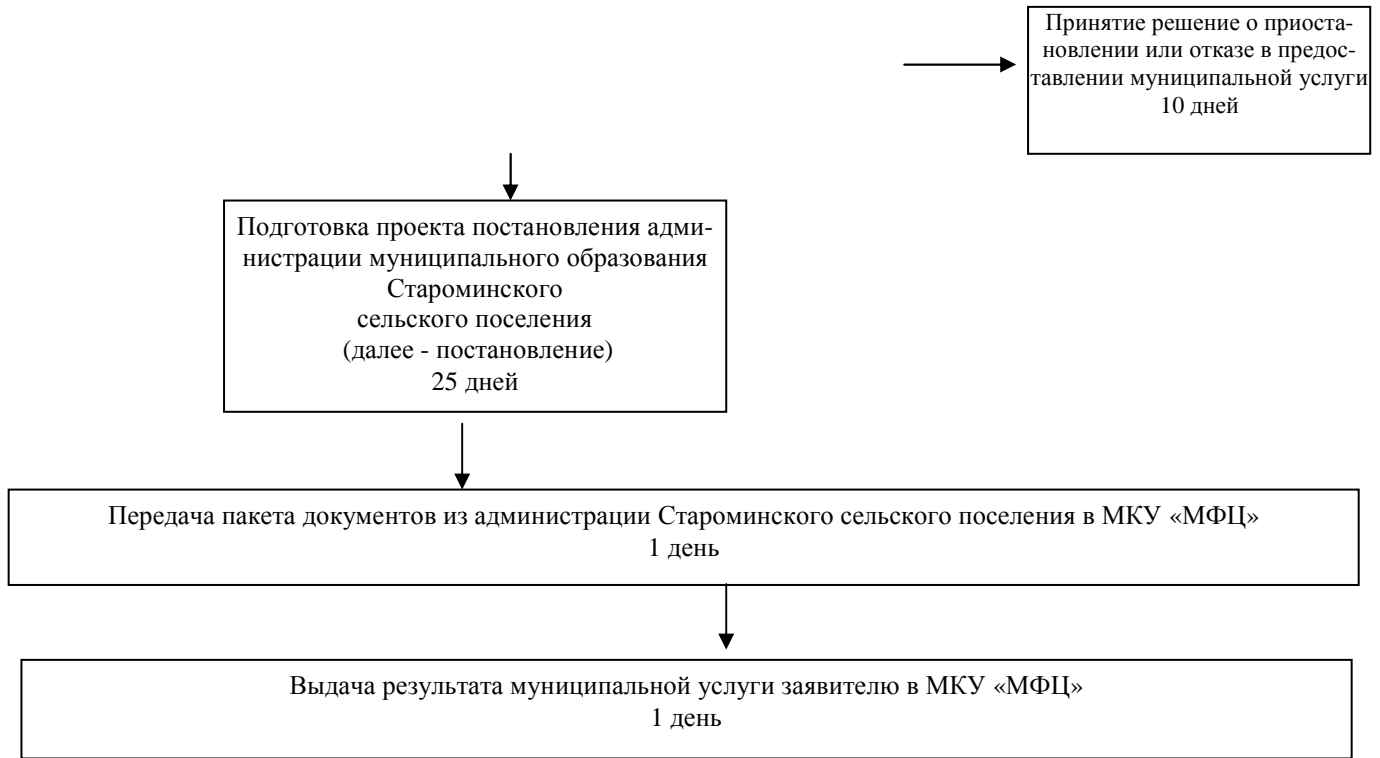 Принятие решение о приоста-
новлении или отказе в предос-
тавлении муниципальной услуги
10 дней
Подготовка проекта постановления адми-
нистрации муниципального образования
Староминского
сельского поселения
(далее - постановление)
25 дней
Передача пакета документов из администрации Староминского сельского поселения в МКУ «МФЦ»
1 день
Выдача результата муниципальной услуги заявителю в МКУ «МФЦ»
1 день